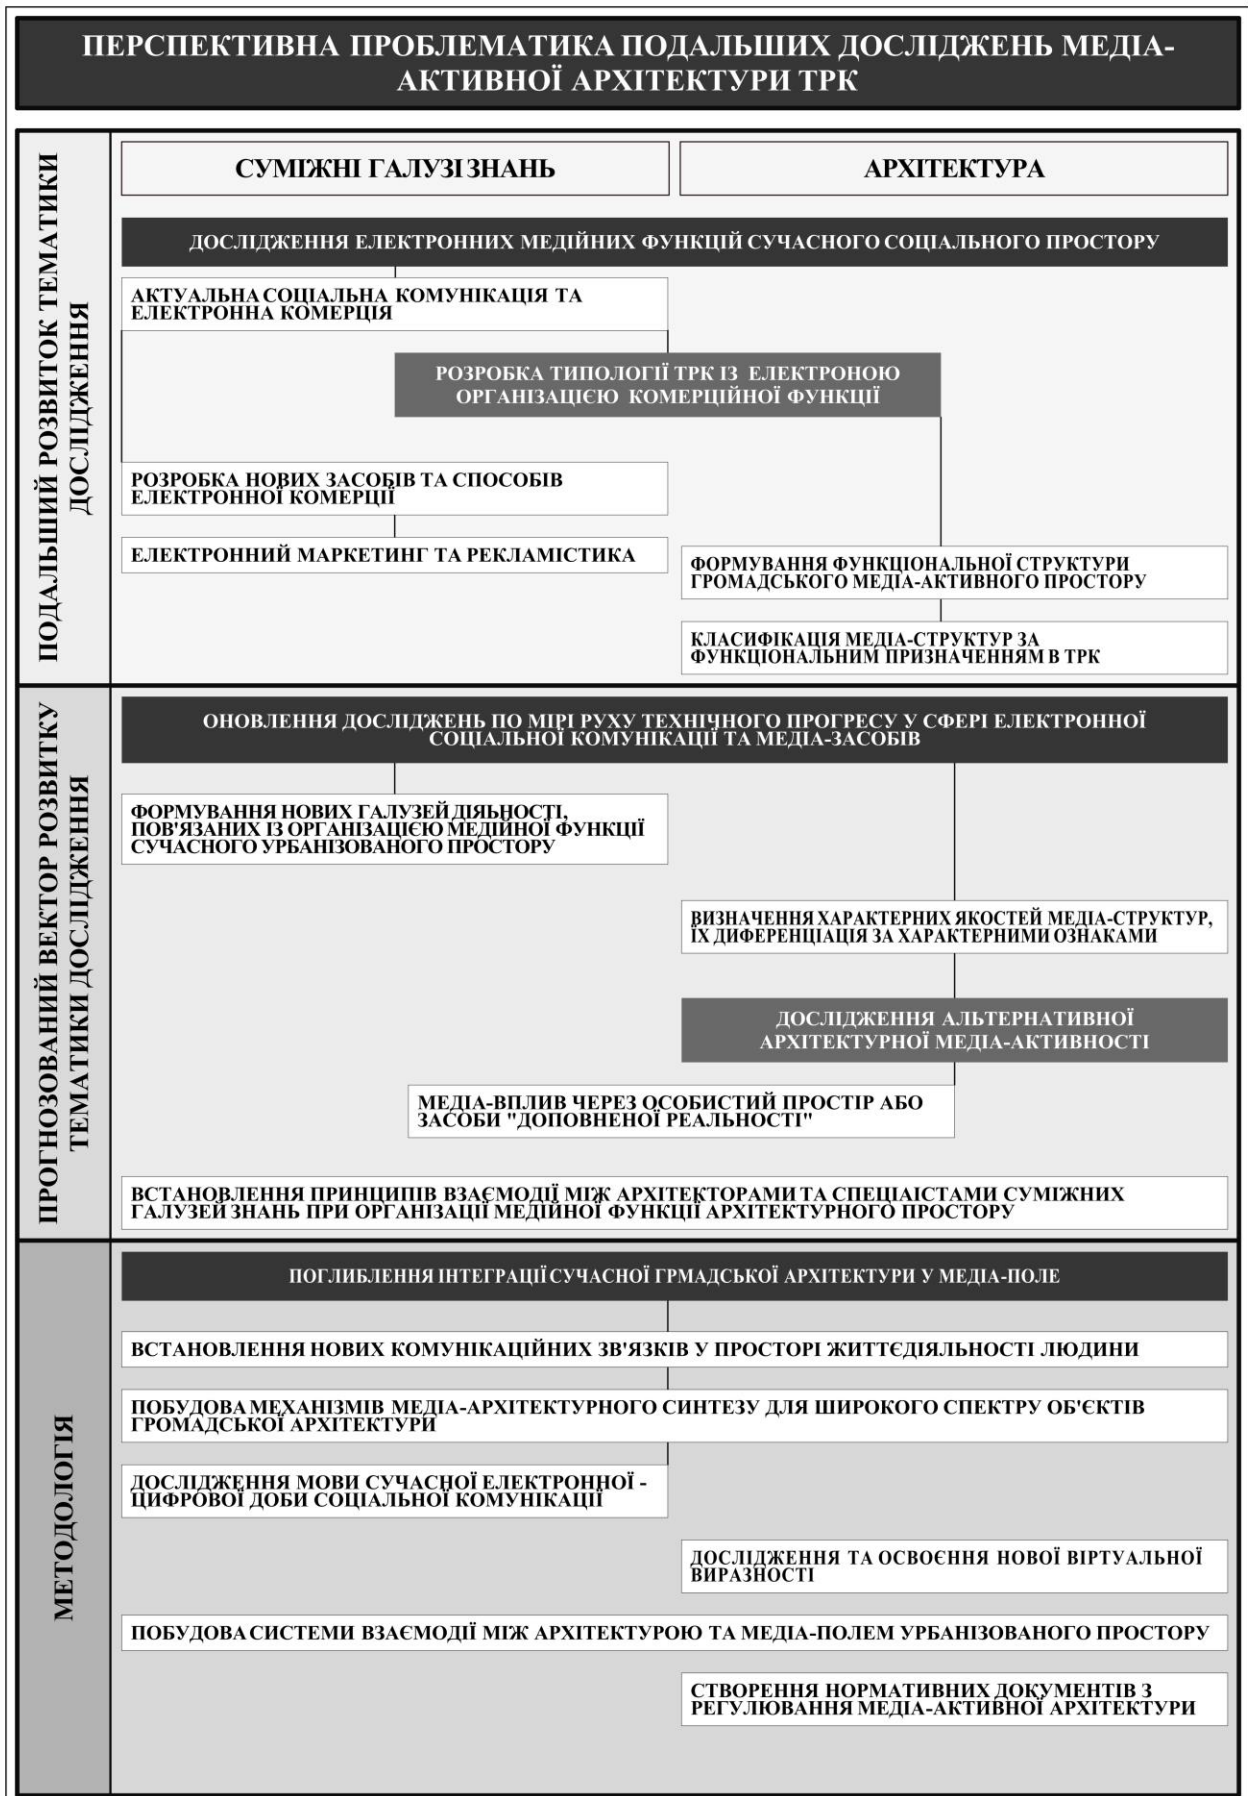 ПЕРСПЕКТИВНА ПРОБЛЕМАТИКА ПОДАЛЬШИХ ДОСЛІДЖЕНЬ МЕДІА-
АКТИВНОЇ АРХІТЕКТУРИ ТРК
ПОДАЛЬШИЙ РОЗВИТОК ТЕМАТИКИ
ДОСЛІДЖЕННЯ
СУМІЖНІ ГАЛУЗІ ЗНАНЬ
АРХІТЕКТУРА
ДОСЛІДЖЕННЯ ЕЛЕКТРОННИХ МЕДІЙНИХ ФУНКЦІЙ СУЧАСНОГО СОЦІАЛЬНОГО ПРОСТОРУ
АКТУАЛЬНА СОЦІАЛЬНА КОМУНІКАЦІЯ ТА
ЕЛЕКТРОННА КОМЕРЦІЯ
РОЗРОБКА ТИПОЛОГІЇ ТРК ІЗ ЕЛЕКТРОНОЮ
ОРГАНІЗАЦІЄЮ КОМЕРЦІЙНОЇ ФУНКЦІЇ
РОЗРОБКА НОВИХ ЗАСОБІВ ТА СПОСОБІВ
ЕЛЕКТРОННОЇ КОМЕРЦІЇ
ЕЛЕКТРОННИЙ МАРКЕТИНГ ТА РЕКЛАМІСТИКА
ФОРМУВАННЯ ФУНКЦІОНАЛЬНОЇ СТРУКТУРИ
ГРОМАДСЬКОГО МЕДІА-АКТИВНОГО ПРОСТОРУ
КЛАСИФІКАЦІЯ МЕДІА-СТРУКТУР ЗА
ФУНКЦІОНАЛЬНИМ ПРИЗНАЧЕННЯМ В ТРК
ПРОГНОЗОВАНИЙ ВЕКТОР РОЗВИТКУ
ТЕМАТИКИ ДОСЛІДЖЕННЯ
ОНОВЛЕННЯ ДОСЛІДЖЕНЬ ПО МІРІ РУХУ ТЕХНІЧНОГО ПРОГРЕСУ У СФЕРІ ЕЛЕКТРОННОЇ
СОЦІАЛЬНОЇ КОМУНІКАЦІЇ ТА МЕДІА-ЗАСОБІВ
ФОРМУВАННЯ НОВИХ ГАЛУЗЕЙ ДІЯЬНОСТІ,
ПОВ'ЯЗАНИХ ІЗ ОРГАНІЗАЦІЄЮ МЕДІЙНОЇ ФУНКЦІЇ
СУЧАСНОГО УРБАНІЗОВАНОГО ПРОСТОРУ
ВИЗНАЧЕННЯ ХАРАКТЕРНИХ ЯКОСТЕЙ МЕДІА-СТРУКТУР,
ЇХ ДИФЕРЕНЦІАЦІЯ ЗА ХАРАКТЕРНИМИ ОЗНАКАМИ
ДОСЛІДЖЕННЯ АЛЬТЕРНАТИВНОЇ
АРХІТЕКТУРНОЇ МЕДІА-АКТИВНОСТІ
МЕДІА-ВПЛИВ ЧЕРЕЗ ОСОБИСТИЙ ПРОСТІР АБО
ЗАСОБИ "ДОПОВНЕНОЇ РЕАЛЬНОСТІ"
ВСТАНОВЛЕННЯ ПРИНЦИПІВ ВЗАЄМОДІЇ МІЖ АРХІТЕКТОРАМИ ТА СПЕЦІАІСТАМИ СУМІЖНИХ
ГАЛУЗЕЙ ЗНАНЬ ПРИ ОРГАНІЗАЦІЇ МЕДІЙНОЇ ФУНКЦІЇ АРХІТЕКТУРНОГО ПРОСТОРУ
МЕТОДОЛОГІЯ
ПОГЛИБЛЕННЯ ІНТЕГРАЦІЇ СУЧАСНОЇ ГРМАДСЬКОЇ АРХІТЕКТУРИ У МЕДІА-ПОЛЕ
ВСТАНОВЛЕННЯ НОВИХ КОМУНІКАЦІЙНИХ ЗВ'ЯЗКІВ У ПРОСТОРІ ЖИТТЄДІЯЛЬНОСТІ ЛЮДИНИ
ПОБУДОВА МЕХАНІЗМІВ МЕДІА-АРХІТЕКТУРНОГО СИНТЕЗУ ДЛЯ ШИРОКОГО СПЕКТРУ ОБ'ЄКТІВ
ГРОМАДСЬКОЇ АРХІТЕКТУРИ
ДОСЛІДЖЕННЯ МОВИ СУЧАСНОЇ ЕЛЕКТРОННОЇ -
ЦИФРОВОЇ ДОБИ СОЦІАЛЬНОЇ КОМУНІКАЦІЇ
ДОСЛІДЖЕННЯ ТА ОСВОЄННЯ НОВОЇ ВІРТУАЛЬНОЇ
ВИРАЗНОСТІ
ПОБУДОВА СИСТЕМИ ВЗАЄМОДІЇ МІЖ АРХІТЕКТУРОЮ ТА МЕДІА-ПОЛЕМ УРБАНІЗОВАНОГО ПРОСТОРУ
СТВОРЕННЯ НОРМАТИВНИХ ДОКУМЕНТІВ З
РЕГУЛЮВАННЯ МЕДІА-АКТИВНОЇ АРХІТЕКТУРИ